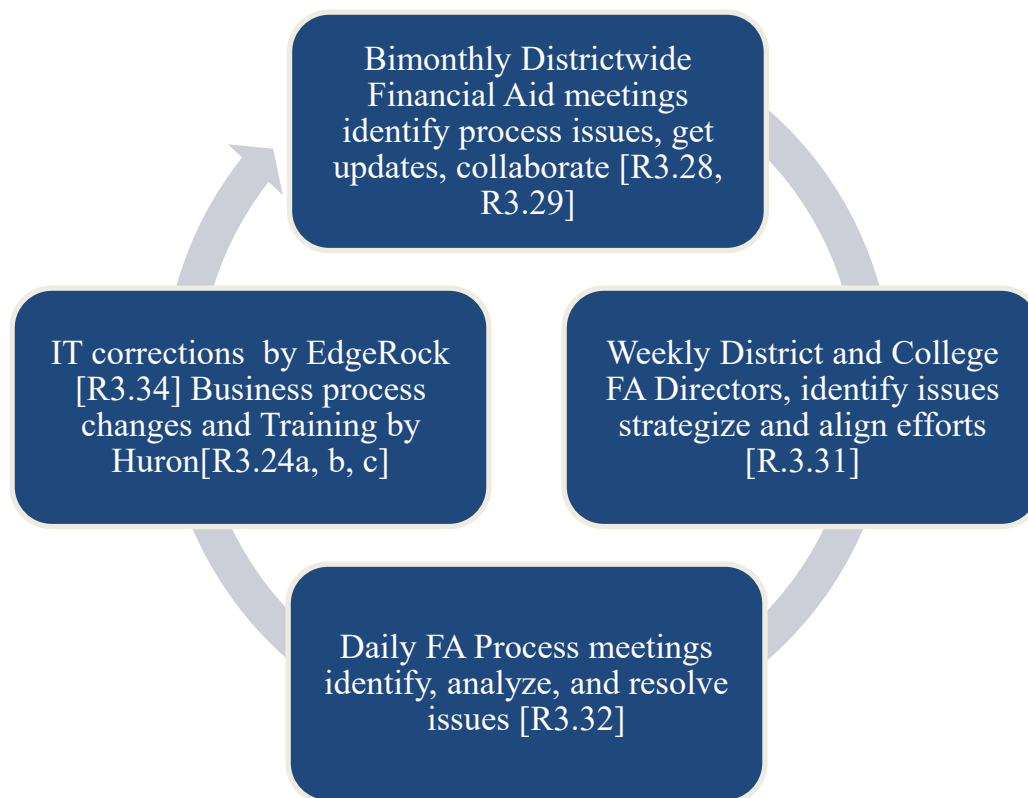 Bimonthly Districtwide
Financial Aid meetings
identify process issues, get
updates, collaborate [R3.28,
R3.29]
Weekly District and College
FA Directors, identify issues
strategize and align efforts
[R.3.31]
Daily FA Process meetings
identify, analyze, and resolve
issues [R3.32]
IT corrections  by EdgeRock
[R3.34] Business process
changes and Training by
Huron[R3.24a, b, c]